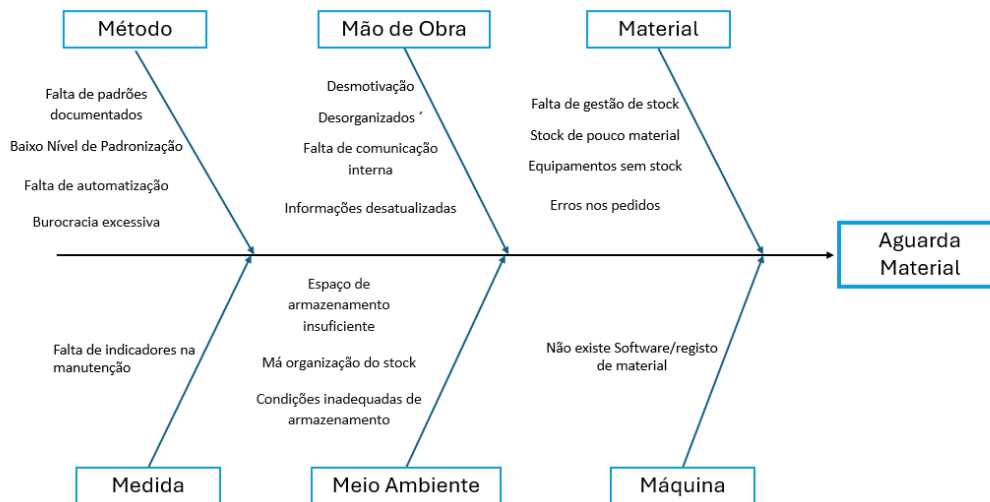 Método
Mão de Obra
Material
Falta de padrões
documentados
Baixo Nível de Padronização
Falta de automatização
Burocracia excessiva
Desmotivação
Desorganizados ´
Falta de comunicação
interna
Informações desatualizadas
Falta de gestão de stock
Stock de pouco material
Equipamentos sem stock
Erros nos pedidos
Aguarda
Material
Falta de indicadores na
manutenção
Espaço de
armazenamento
insuficiente
Má organização do stock
Condições inadequadas de
armazenamento
Não existe Software/registo
de material
Medida
Meio Ambiente
Máquina